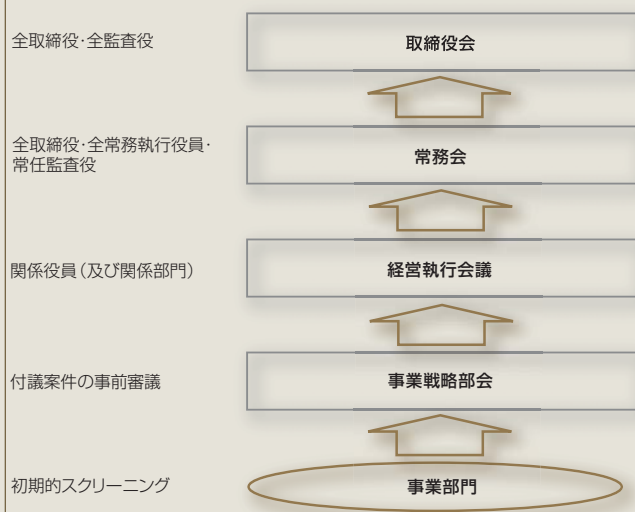 全取締役・全監査役
取締役会
全取締役・全常務執行役員・
常任監査役
常務会
関係役員（及び関係部門）
経営執行会議
付議案件の事前審議
事業戦略部会
初期的スクリーニング
事業部門